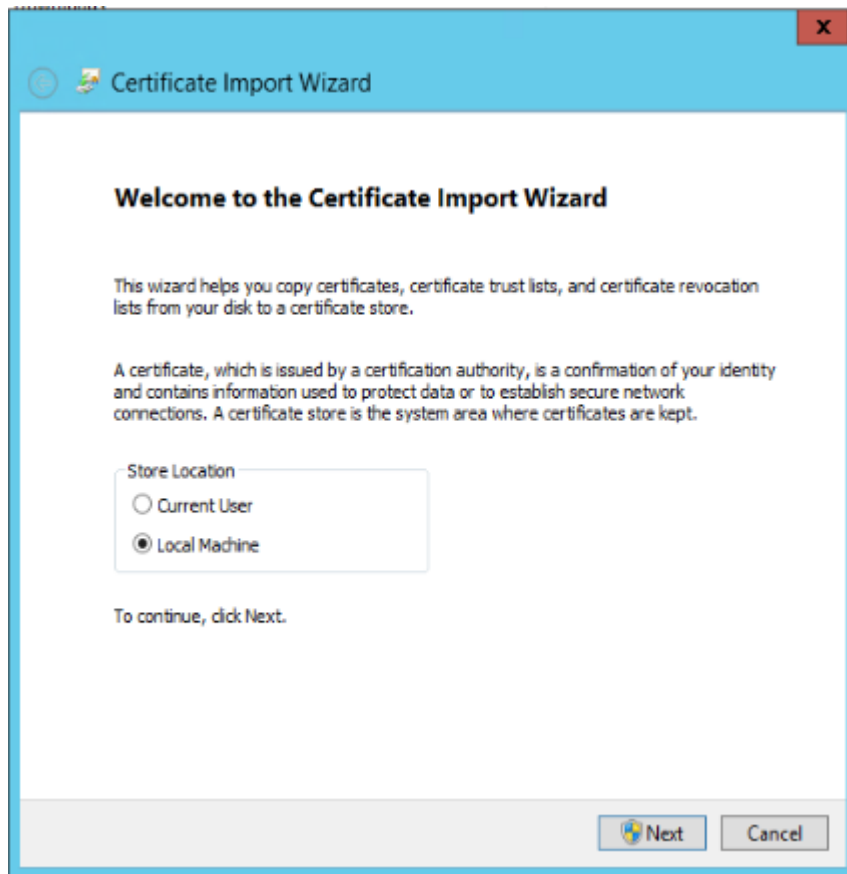 X
Certificate Import Wizard
Welcome to the Certificate Import Wizard
This wizard helps you copy certificates, certificate trust lists, and certificate revocation
lists from your disk to a certificate store.
A certificate, which is issued by a certification authority, is a confirmation of your identity
and contains information used to protect data or to establish secure network
connections. A certificate store is the system area where certificates are kept.
Store Location
Current User
Local Machine
To continue, click Next.
Next
Cancel